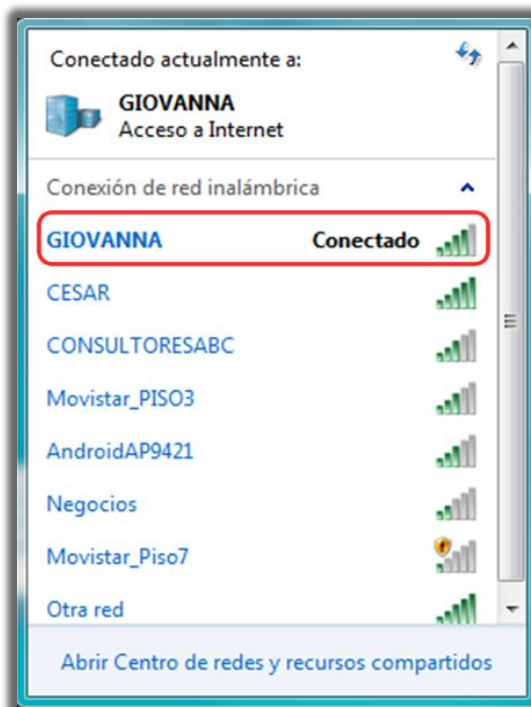 Conectado actualmente a:
GIOVANNA
Acceso a Internet
Conexión de red inalámbrica
GIOVANNA Conectado
CESAR
CONSULTORESABC
Movistar_PISO3
AndroidAP9421
Negocios
Movistar_Piso7
Otra red
Abrir Centro de redes y recursos compartidos